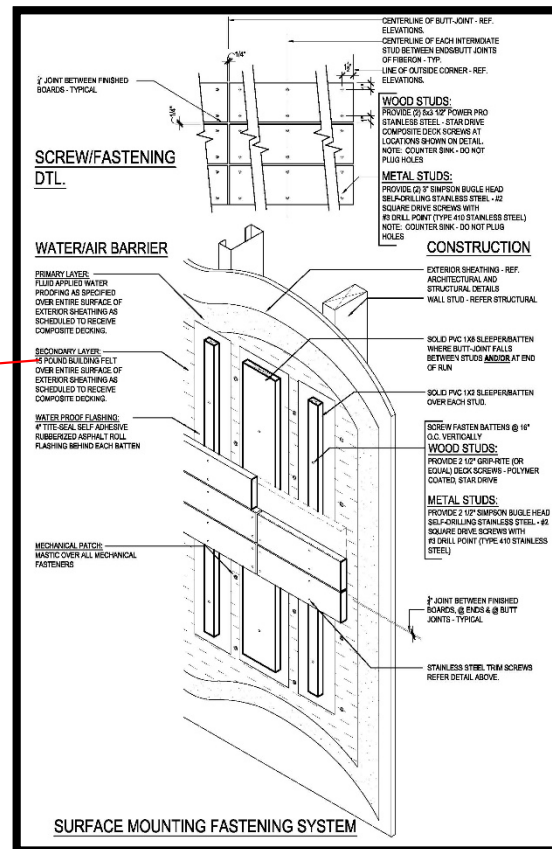 CENTERLINE OF BUTT-JOINT - REF.
ELEVATIONS.
CENTERLINE OF EACH INTERMDIATE
STUD BETWEEN ENDS/BUTT JOINTS
OF FIBERON - TYP.
LINE OF OUTSIDE CORNER - REF.
ELEVATIONS.
~1/4"
JOINT BETWEEN FINISHED
BOARDS - TYPICAL
~1/4"
WOOD STUDS:
PROVIDE (2) 8x3 1/2" POWER PRO
STAINLESS STEEL - STAR DRIVE
COMPOSITE DECK SCREWS AT
LOCATIONS SHOWN ON DETAIL.
NOTE: COUNTER SINK - DO NOT
PLUG HOLES
SCREW/FASTENING
DTL.
METAL STUDS:
PROVIDE (2) 3" SIMPSON BUGLE HEAD
SELF-DRILLING STAINLESS STEEL - #2
SQUARE DRIVE SCREWS WITH
#3 DRILL POINT (TYPE 410 STAINLESS STEEL)
NOTE: COUNTER SINK - DO NOT PLUG
HOLES
WATER/AIR BARRIER
CONSTRUCTION
PRIMARY LAYER:
FLUID APPLIED WATER
PROOFING AS SPECIFIED
OVER ENTIRE SURFACE OF
EXTERIOR SHEATHING AS
SCHEDULED TO RECEIVE
COMPOSITE DECKING.
EXTERIOR SHEATHING - REF.
ARCHITECTURAL AND
STRUCTURAL DETAILS
WALL STUD - REFER STRUCTURAL
SECONDARY LAYER:
15 POUND BUILDING FELT
OVER ENTIRE SURFACE OF
EXTERIOR SHEATHING AS
SCHEDULED TO RECEIVE
COMPOSITE DECKING.
SOLID PVC 1X6 SLEEPER/BATTEN
WHERE BUTT-JOINT FALLS
BETWEEN STUDS AND/OR AT END
OF RUN
SOLID PVC 1X2 SLEEPER/BATTEN
OVER EACH STUD.
WATER PROOF FLASHING:
4" TITE-SEAL SELF ADHESIVE
RUBBERIZED ASPHALT ROLL
FLASHING BEHIND EACH BATTEN
SCREW FASTEN BATTENS @ 16"
O.C. VERTICALLY
WOOD STUDS:
PROVIDE 2 1/2" GRIP-RITE (OR
EQUAL) DECK SCREWS - POLYMER
COATED, STAR DRIVE
METAL STUDS:
PROVIDE 2 1/2" SIMPSON BUGLE HEAD
SELF-DRILLING STAINLESS STEEL - #2
SQUARE DRIVE SCREWS WITH
#3 DRILL POINT (TYPE 410 STAINLESS
STEEL)
MECHANICAL PATCH:
MASTIC OVER ALL MECHANICAL
FASTENERS
JOINT BETWEEN FINISHED
BOARDS, @ ENDS & @ BUTT
JOINTS - TYPICAL
STAINLESS STEEL TRIM SCREWS
REFER DETAIL ABOVE.
SURFACE MOUNTING FASTENING SYSTEM